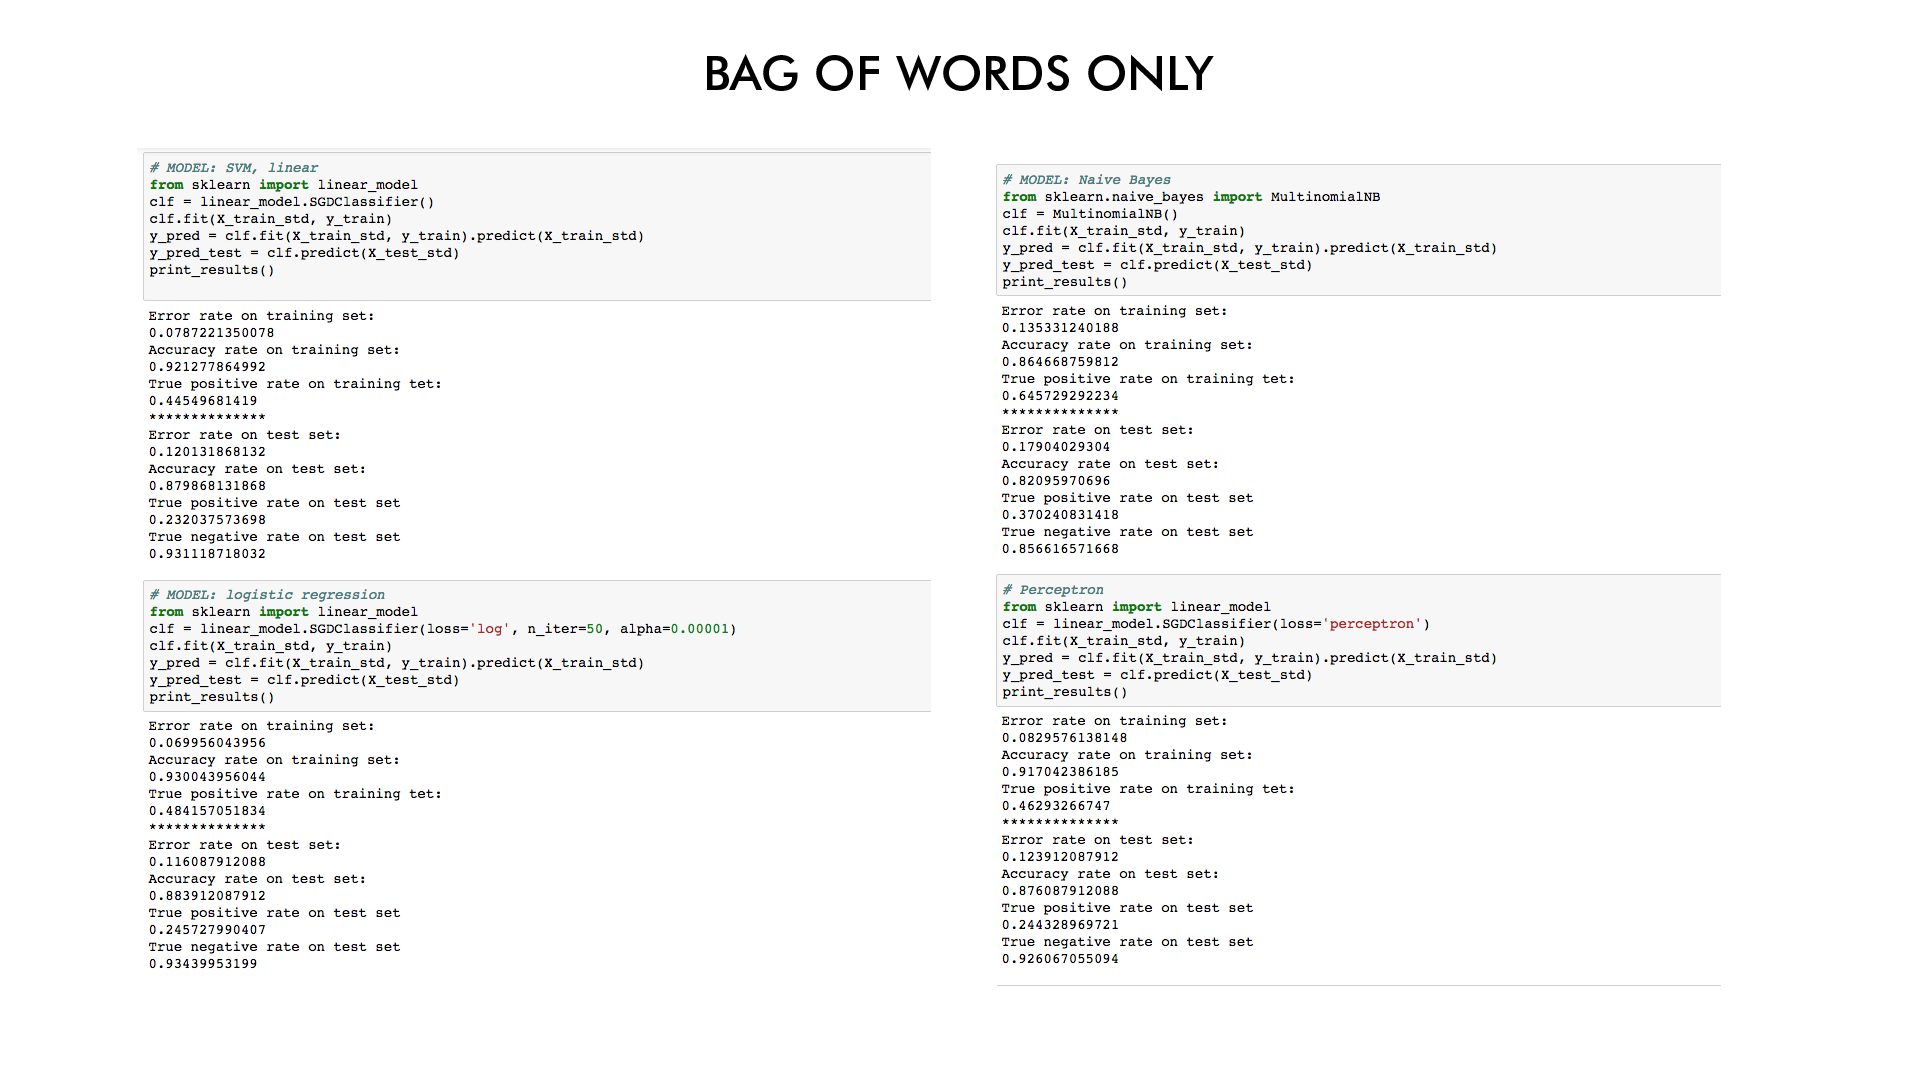 BAG OF WORDS ONLY
# MODEL: SVM, linear
from sklearn import linear_model
clf = linear_model.SGDClassifier()
clf.fit(X_train_std, y_train)
y_pred = clf.fit(X_train_std, y_train).predict(X_train_std)
y_pred_test = clf.predict(X_test_std)
print_results()
Error rate on training set:
0.0787221350078
Accuracy rate on training set:
0.921277864992
True positive rate on training tet:
0.44549681419
**************
Error rate on test set:
0.120131868132
Accuracy rate on test set:
0.879868131868
True positive rate on test set
0.232037573698
True negative rate on test set
0.931118718032
# MODEL: logistic regression
from sklearn import linear_model
clf = linear_model.SGDClassifier(loss='log', n_iter=50, alpha=0.00001)
clf.fit(X_train_std, y_train)
y_pred = clf.fit(X_train_std, y_train).predict(X_train_std)
y_pred_test = clf.predict(X_test_std)
print_results()
Error rate on training set:
0.069956043956
Accuracy rate on training set:
0.930043956044
True positive rate on training tet:
0.484157051834
**************
Error rate on test set:
0.116087912088
Accuracy rate on test set:
0.883912087912
True positive rate on test set
0.245727990407
True negative rate on test set
0.93439953199
# MODEL: Naive Bayes
from sklearn.naive_bayes import MultinomialNB
clf = MultinomialNB()
clf.fit(X_train_std, y_train)
y_pred = clf.fit(X_train_std, y_train).predict(X_train_std)
y_pred_test = clf.predict(X_test_std)
print_results()
Error rate on training set:
0.135331240188
Accuracy rate on training set:
0.864668759812
True positive rate on training tet:
0.645729292234
**************
Error rate on test set:
0.17904029304
Accuracy rate on test set:
0.82095970696
True positive rate on test set
0.370240831418
True negative rate on test set
0.856616571668
# Perceptron
from sklearn import linear_model
clf = linear_model.SGDClassifier(loss='perceptron')
clf.fit(X_train_std, y_train)
y_pred = clf.fit(X_train_std, y_train).predict(X_train_std)
y_pred_test = clf.predict(X_test_std)
print_results()
Error rate on training set:
0.0829576138148
Accuracy rate on training set:
0.917042386185
True positive rate on training tet:
0.46293266747
**************
Error rate on test set:
0.123912087912
Accuracy rate on test set:
0.876087912088
True positive rate on test set
0.244328969721
True negative rate on test set
0.926067055094